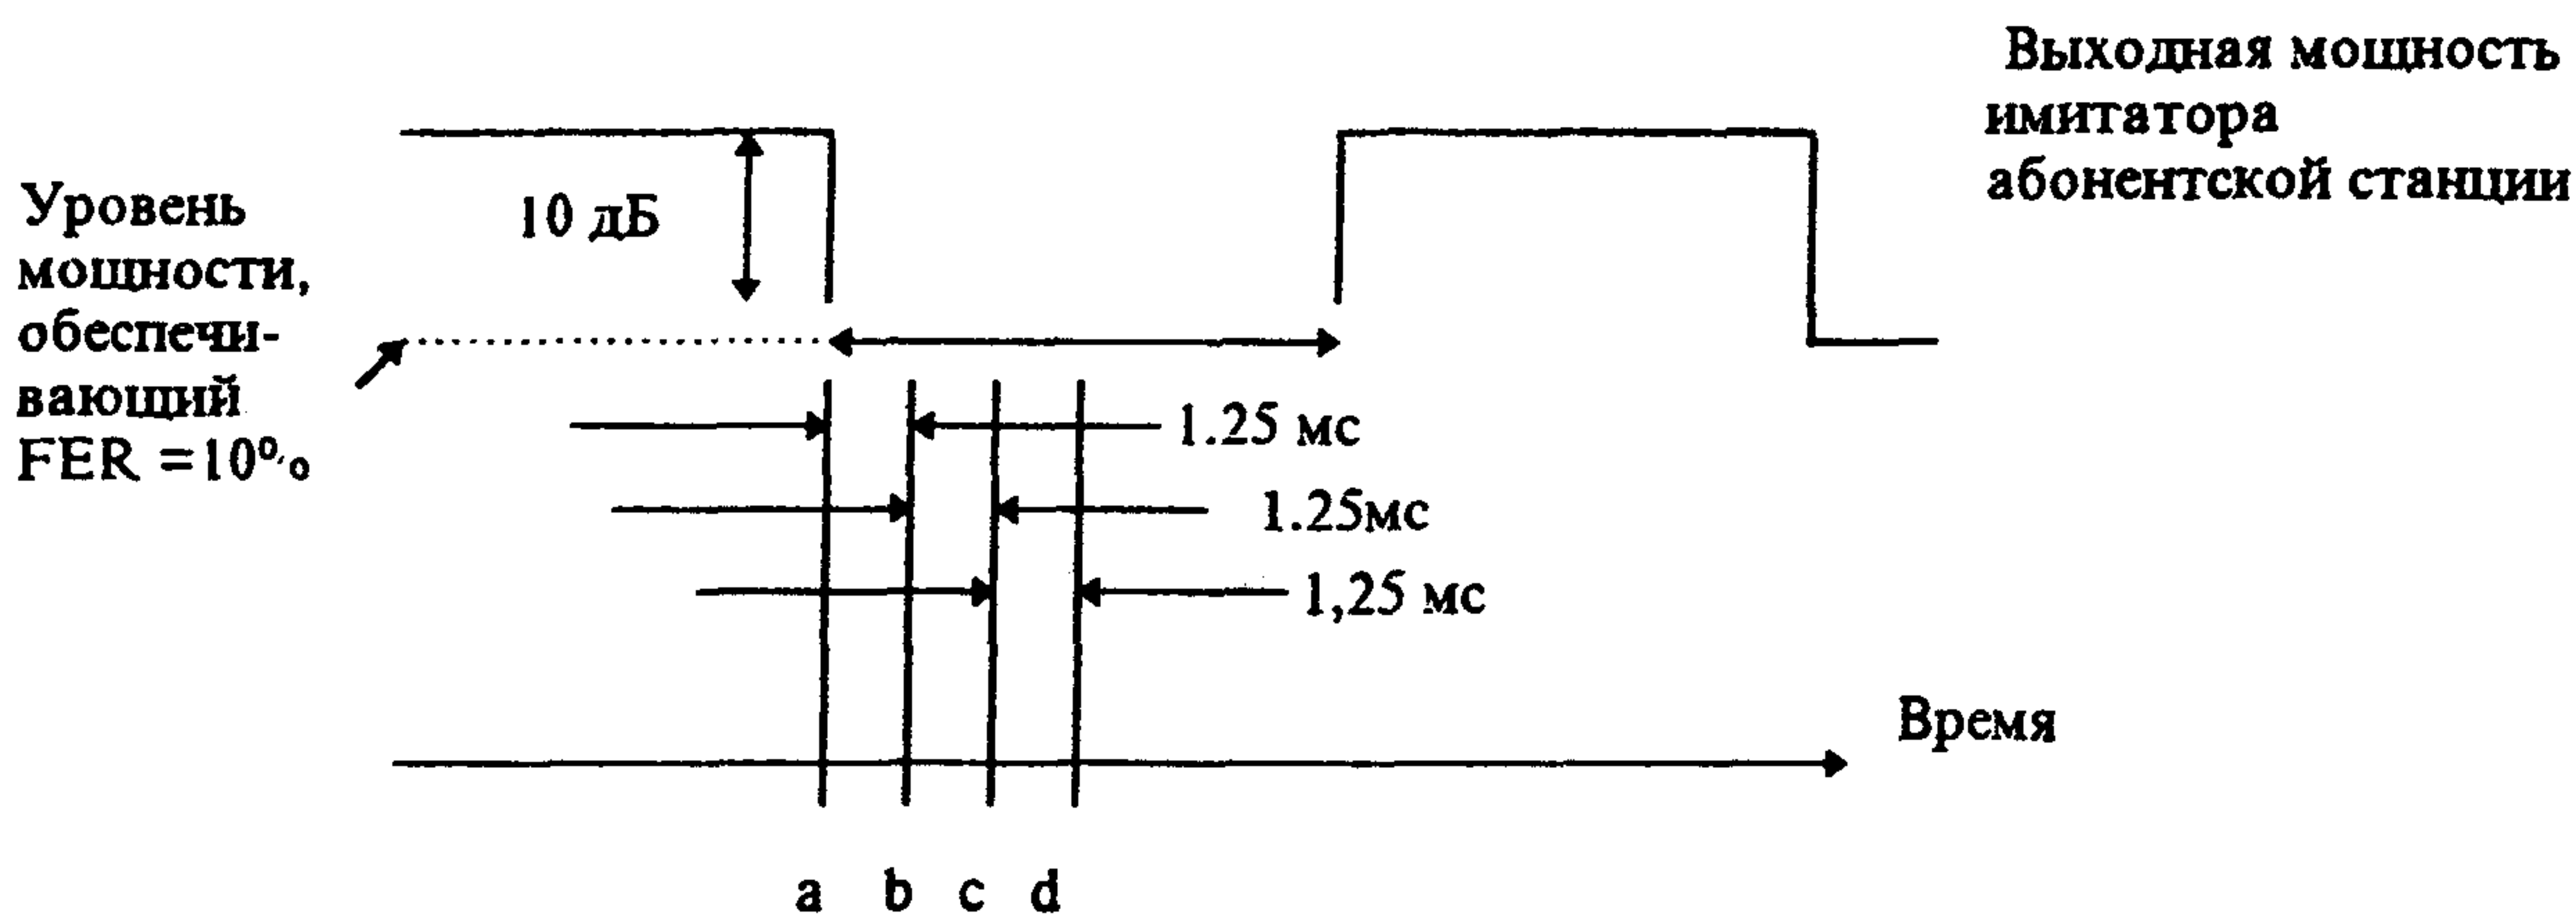 Выходная мощность
имитатора
абонентской станции
Уровень
мощности,
обеспечи-
вающий
FER =10%
10 дБ
1.25 мс
1.25мс
1,25 мс
Время
a b c d